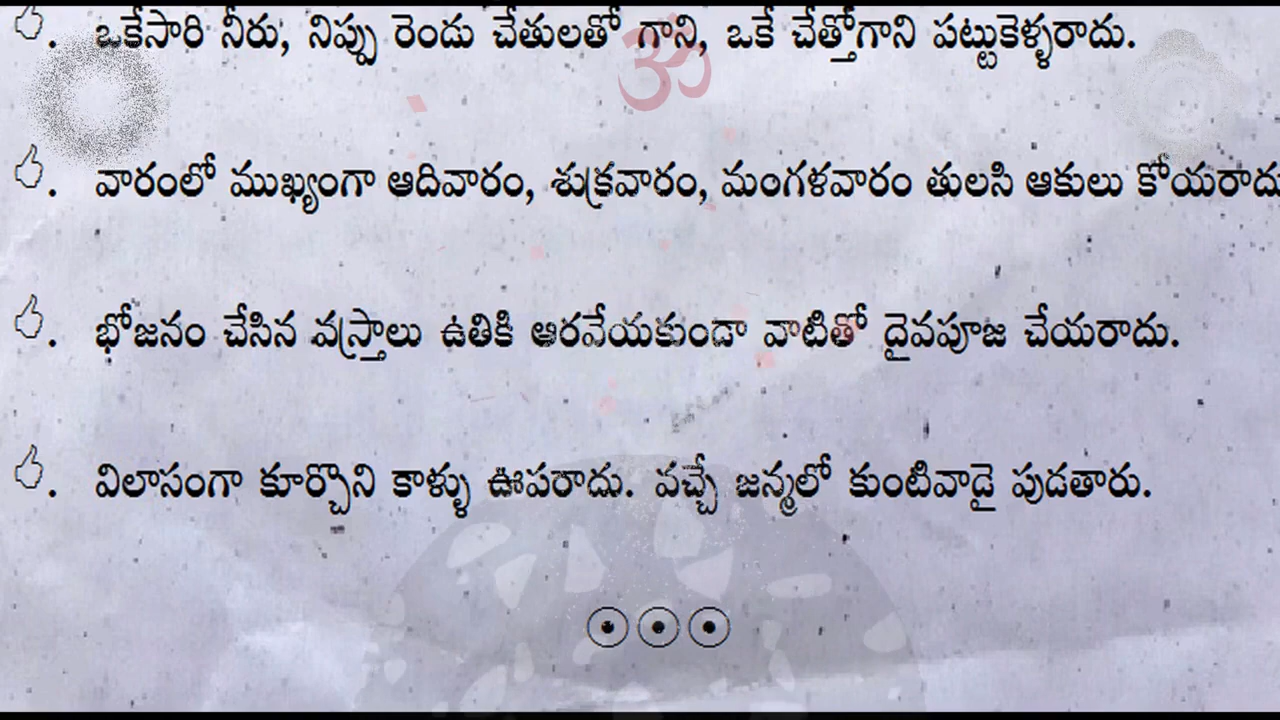 ఒకేసారి నీరు, నిప్పు రెండు చేతులతో గాని, ఒకే చేత్తోగాని పట్టుకెళ్ళరాదు.
వారంలో ముఖ్యంగా ఆదివారం, శుక్రవారం, మంగళవారం తులసి ఆకులు కోయరాదు
భోజనం చేసిన వస్త్రాలు ఉతికి ఆరవేయకుండా వాటితో దైవపూజ చేయరాదు.
విలాసంగా కూర్చొని కాళ్ళు ఊపరాదు. వచ్చే జన్మలో కుంటివాడై పుడతారు.